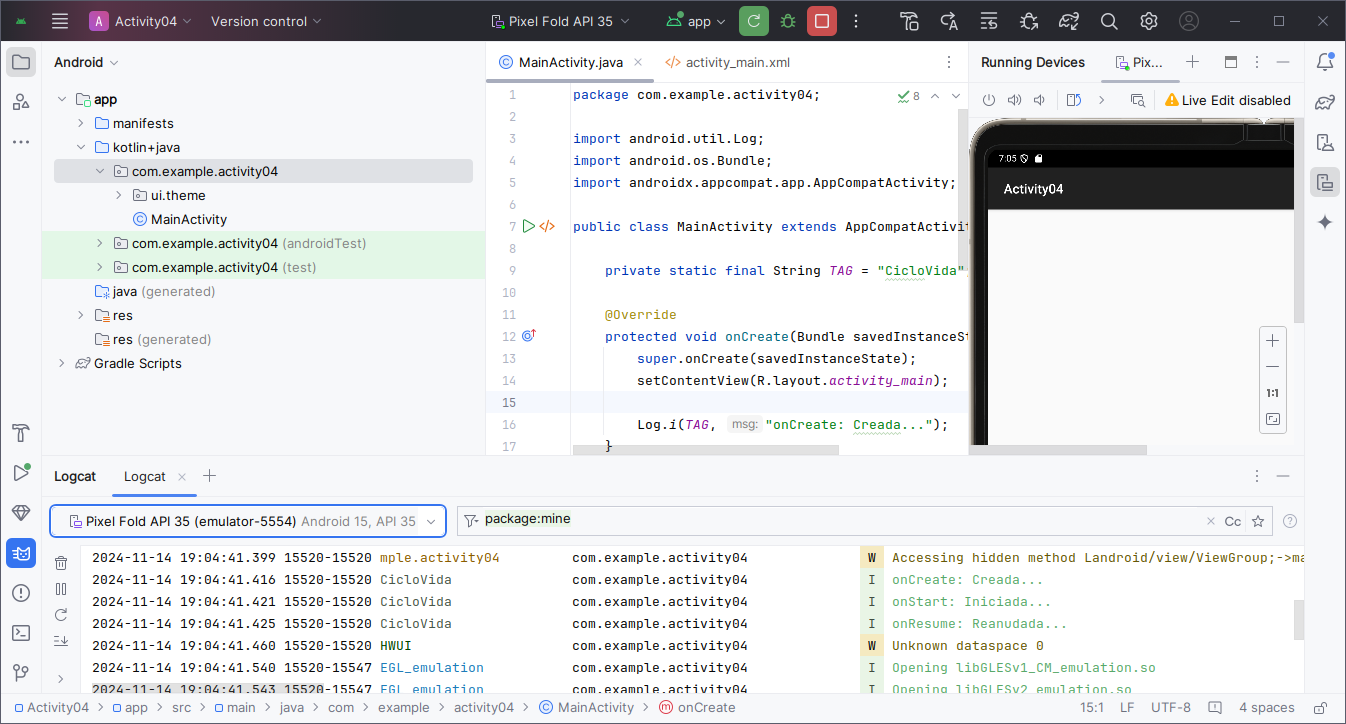 A Activity04 Version control Pixel Fold API 35 app
Android
app
manifests
kotlin+java
com.example.activity04
ui.theme
MainActivity
com.example.activity04 (androidTest)
com.example.activity04 (test)
java (generated)
res
res (generated)
Gradle Scripts
MainActivity.java activity_main.xml
8
1 package com.example.activity04;
2
3 import android.util.Log;
4 import android.os.Bundle;
5 import androidx.appcompat.app.AppCompatActivity;
6
7 public class MainActivity extends AppCompatActivi
8
9 private static final String TAG = "CicloVida"
10
11 @Override
12 protected void onCreate(Bundle savedInstanceSt
13 super.onCreate(savedInstanceState);
14 setContentView(R.layout.activity_main);
15
16 Log.i(TAG, msg: "onCreate: Creada...");
17 }
Running Devices Pix...
Live Edit disabled
7:05
Activity04
1:1
Logcat Logcat
Pixel Fold API 35 (emulator-5554) Android 15, API 35
package:mine
Cc
2024-11-14 19:04:41.399 15520-15520 mple.activity04 com.example.activity04 W Accessing hidden method Landroid/view/ViewGroup;->ma
2024-11-14 19:04:41.416 15520-15520 CicloVida com.example.activity04 I onCreate: Creada...
2024-11-14 19:04:41.421 15520-15520 CicloVida com.example.activity04 I onStart: Iniciada...
2024-11-14 19:04:41.425 15520-15520 CicloVida com.example.activity04 I onResume: Reanudada...
2024-11-14 19:04:41.460 15520-15520 HWUI com.example.activity04 W Unknown dataspace 0
2024-11-14 19:04:41.540 15520-15547 EGL_emulation com.example.activity04 I Opening libGLESv1_CM_emulation.so
2024-11-14 19:04:41.543 15520-15547 EGL_emulation com.example.activity04 I Opening libGLESv2_emulation.so
Activity04 > app > src > main > java > com > example > activity04 > MainActivity > onCreate
15:1 LF UTF-8 4 spaces